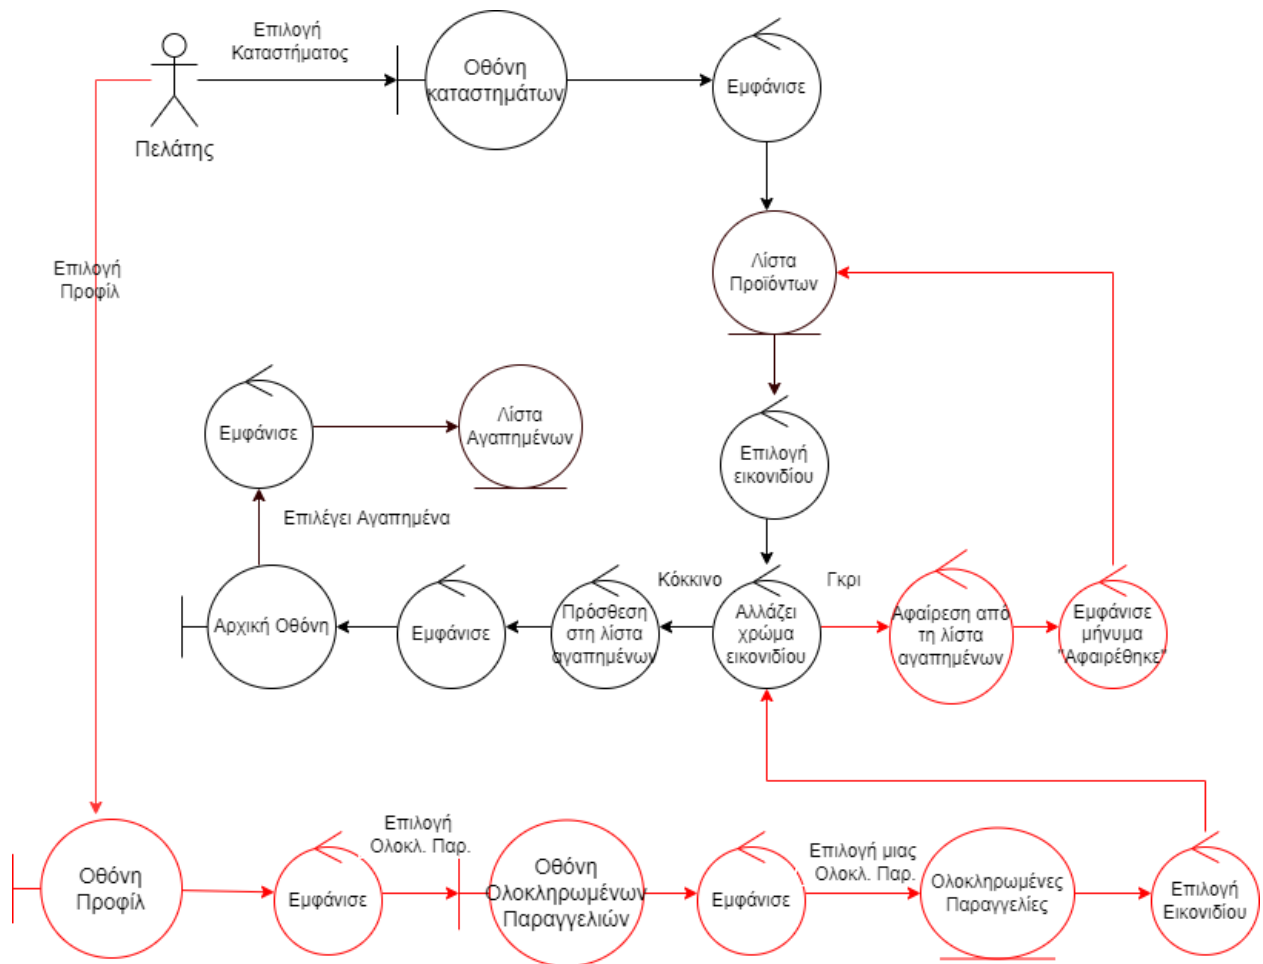 Επιλογή
Καταστήματος
Οθόνη
καταστημάτων
Εμφάνισε
Πελάτης
Επιλογή
Προφίλ
Λίστα
Προϊόντων
Εμφάνισε
Λίστα
Αγαπημένων
Επιλογή
εικονιδίου
Επιλέγει Αγαπημένα
Αρχική Οθόνη
Εμφάνισε
Πρόσθεση
στη λίστα
αγαπημένων
Κόκκινο
Αλλάζει
χρώμα
εικονιδίου
Γκρι
Αφαίρεση από
τη λίστα
αγαπημένων
Εμφάνισε
μήνυμα
"Αφαιρέθηκε"
Οθόνη
Προφίλ
Εμφάνισε
Επιλογή
Ολοκλ. Παρ.
Οθόνη
Ολοκληρωμένων
Παραγγελιών
Εμφάνισε
Επιλογή μιας
Ολοκλ. Παρ.
Ολοκληρωμένες
Παραγγελίες
Επιλογή
Εικονιδίου